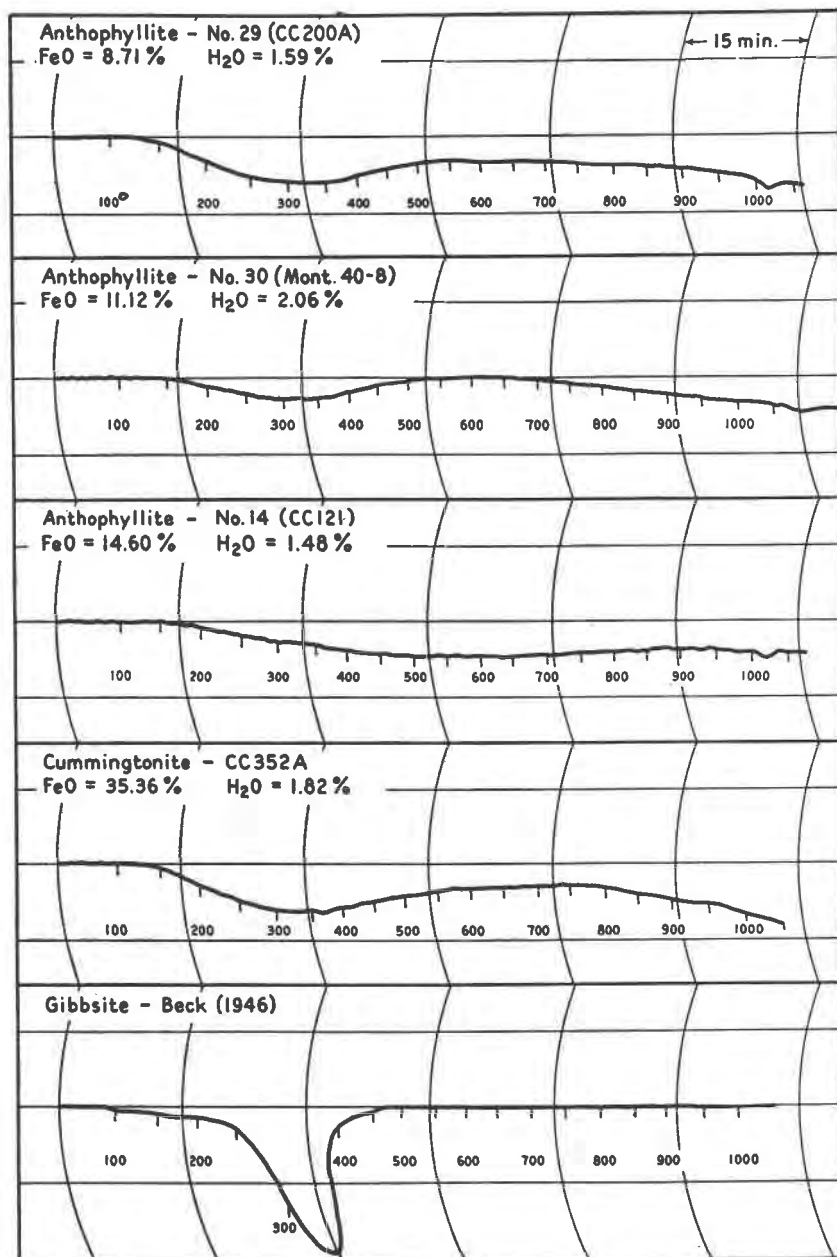 Anthophyllite - No. 29 (CC200A)
FeO = 8.71 % H₂O = 1.59 %
15 min.
100° 200 300 400 500 600 700 800 900 1000
Anthophyllite - No. 30 (Mont. 40-8)
FeO = 11.12 % H₂O = 2.06 %
100 200 300 400 500 600 700 800 900 1000
Anthophyllite - No. 14 (CC121)
FeO = 14.60 % H₂O = 1.48 %
100 200 300 400 500 600 700 800 900 1000
Cummingtonite - CC352A
FeO = 35.36 % H₂O = 1.82 %
100 200 300 400 500 600 700 800 900 1000
Gibbsite - Beck (1946)
100 200 400 500 600 700 800 900 1000
300